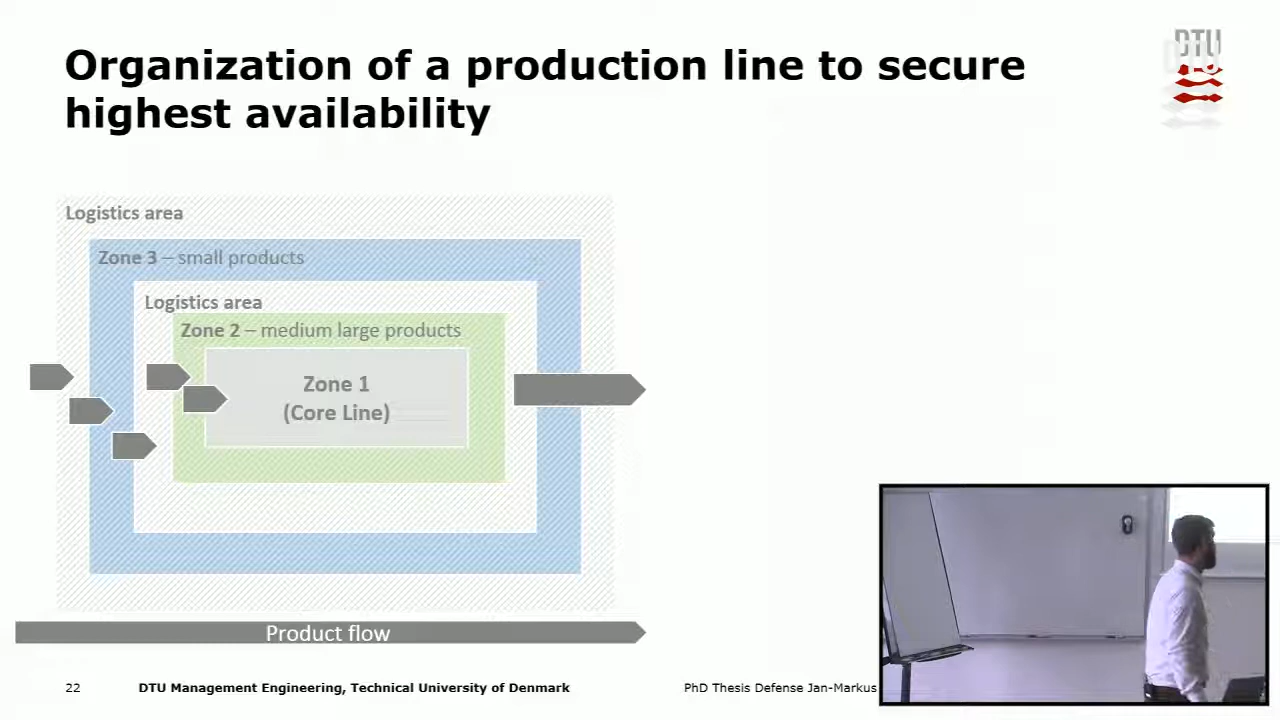 Organization of a production line to secure
highest availability
DTU
Logistics area
Zone 3 – small products
Logistics area
Zone 2 – medium large products
Zone 1
(Core Line)
Product flow
22
DTU Management Engineering, Technical University of Denmark
PhD Thesis Defense Jan-Markus